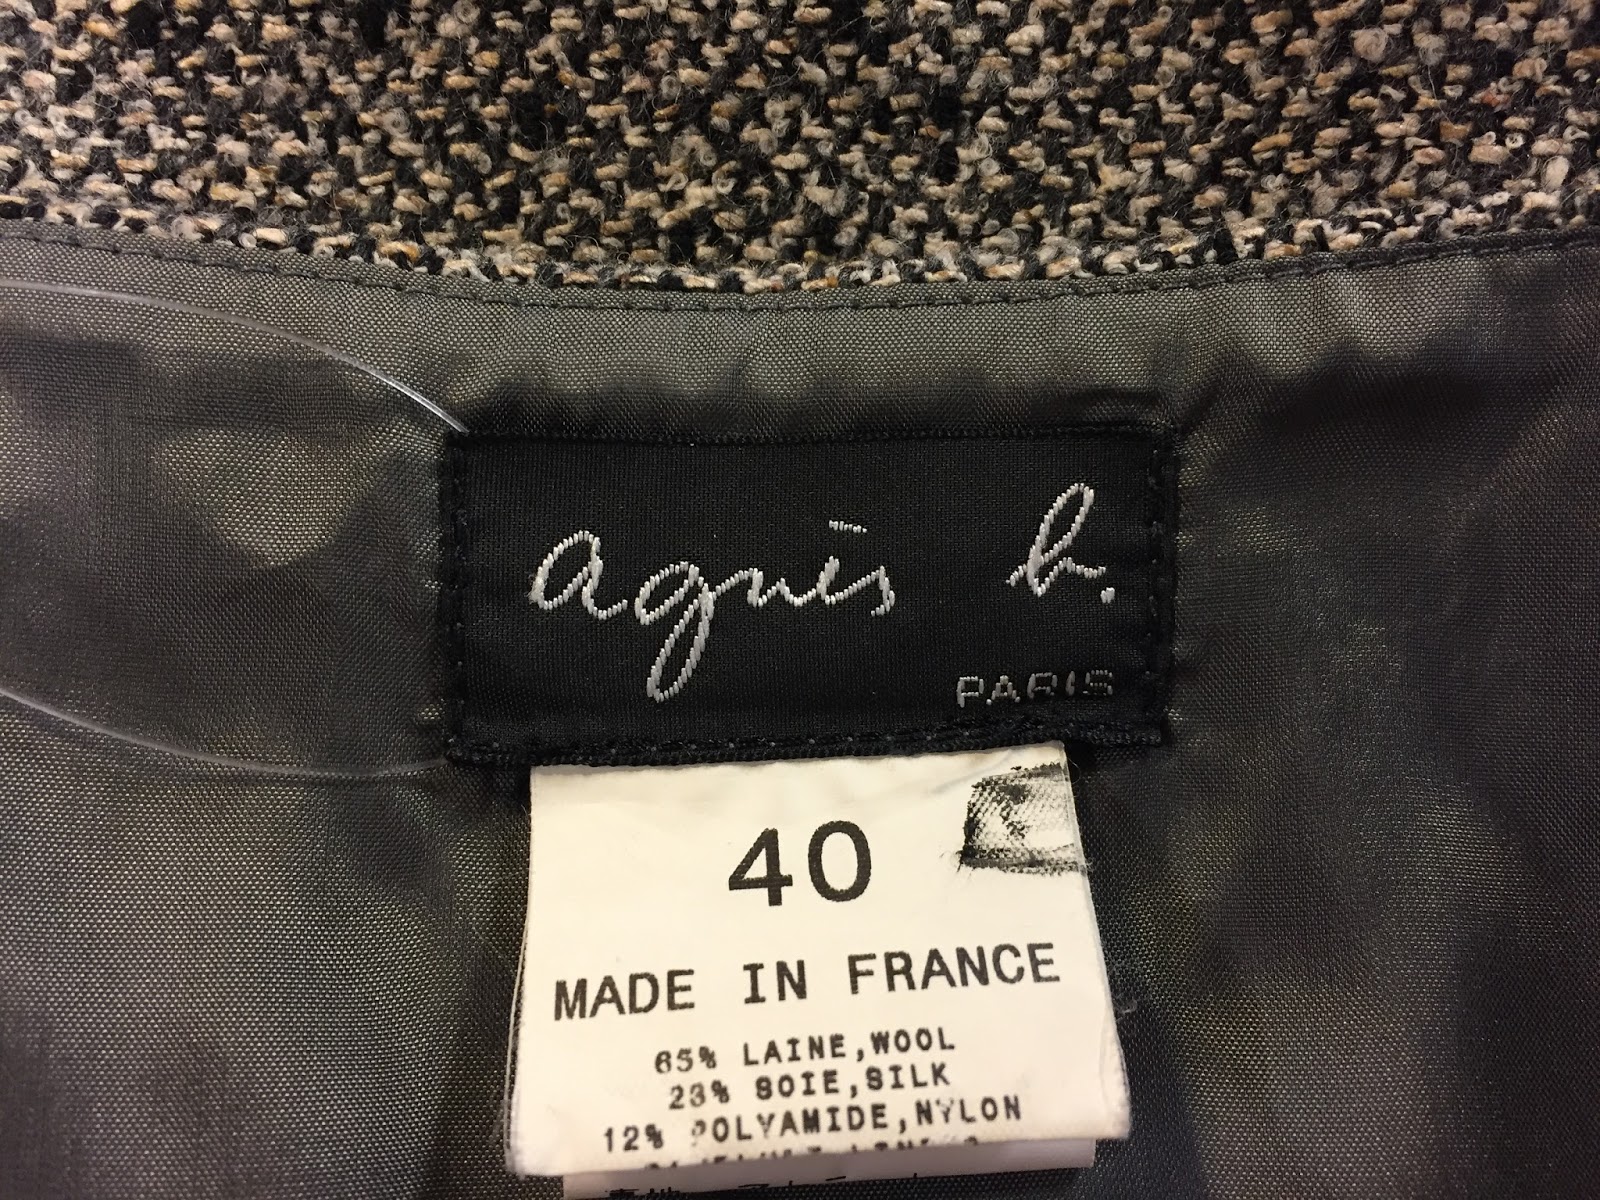 agnès b.
PARIS
40
MADE IN FRANCE
65% LAINE,WOOL
23% SOIE,SILK
12% POLYAMIDE,NYLON